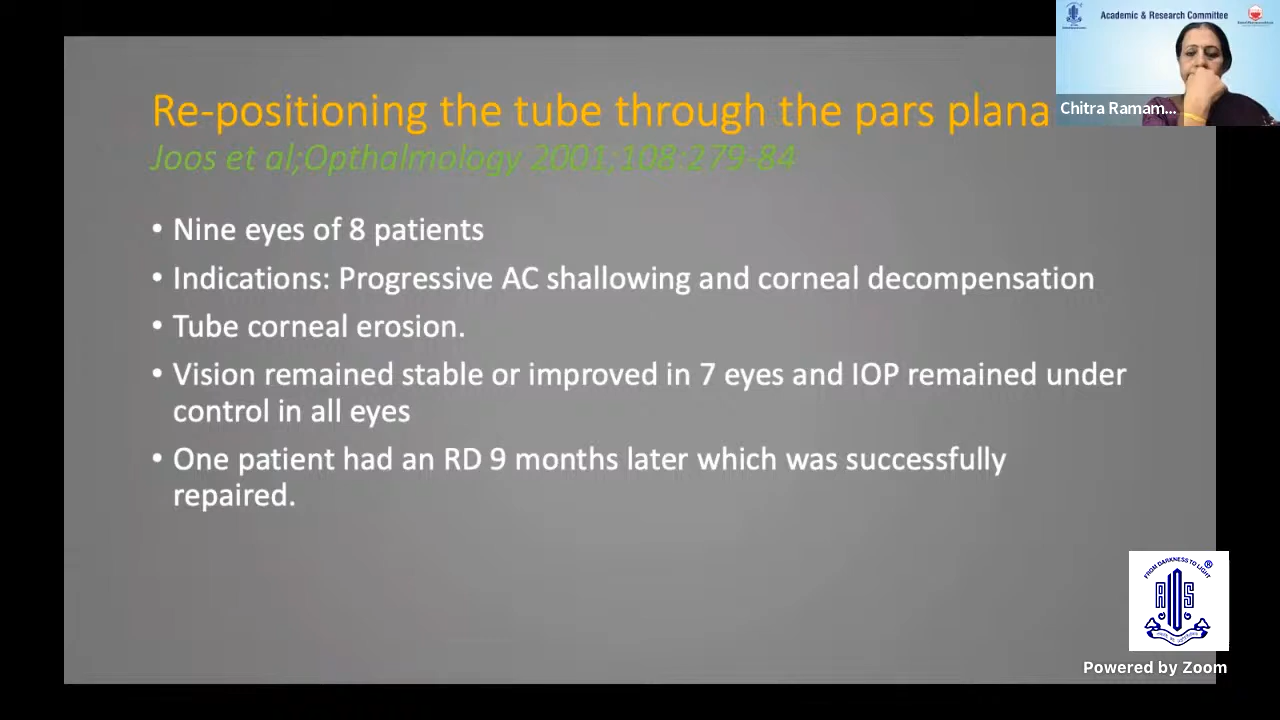 Academic & Research Committee
Chitra Ramam...
Re-positioning the tube through the pars plana
Joos et al;Opthalmology 2001;108:279-84
• Nine eyes of 8 patients
• Indications: Progressive AC shallowing and corneal decompensation
• Tube corneal erosion.
• Vision remained stable or improved in 7 eyes and IOP remained under
control in all eyes
• One patient had an RD 9 months later which was successfully
repaired.
FROM DARKNESS TO LIGHT ®
Powered by Zoom